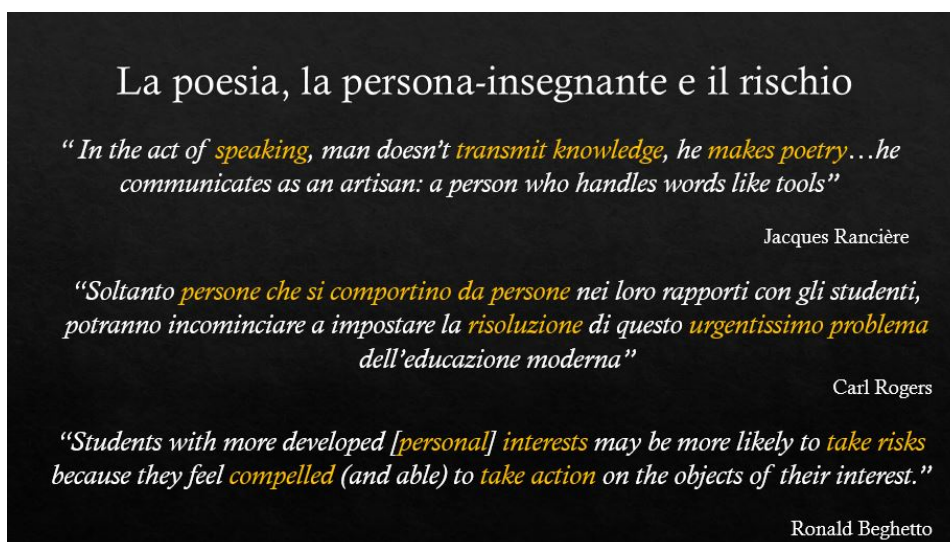 La poesia, la persona-insegnante e il rischio
“ In the act of speaking, man doesn’t transmit knowledge, he makes poetry…he
communicates as an artisan: a person who handles words like tools”
Jacques Rancière
“Soltanto persone che si comportino da persone nei loro rapporti con gli studenti,
potranno incominciare a impostare la risoluzione di questo urgentissimo problema
dell’educazione moderna”
Carl Rogers
“Students with more developed [personal] interests may be more likely to take risks
because they feel compelled (and able) to take action on the objects of their interest.”
Ronald Beghetto